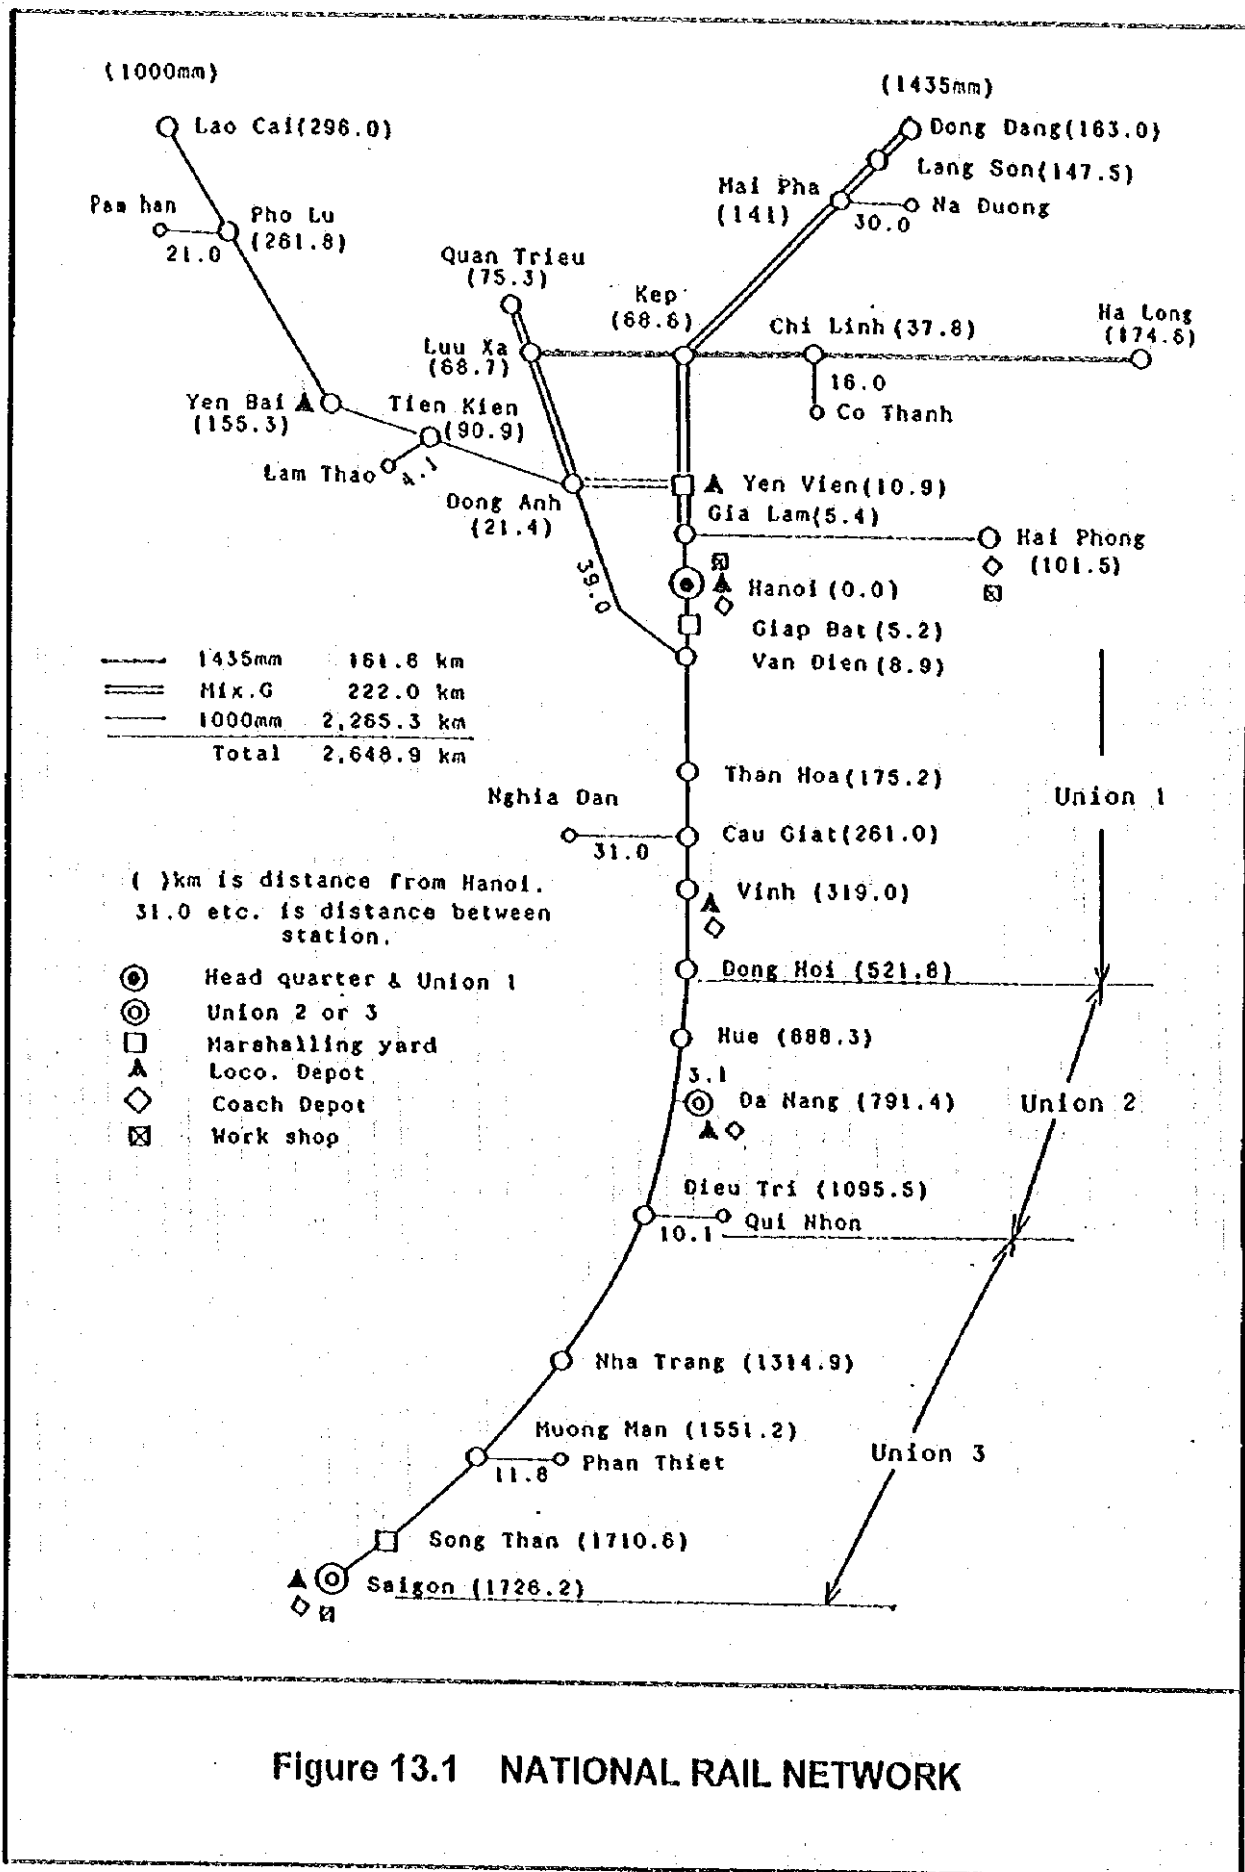 (1000mm)
(1435mm)
Lao Cai(296.0)
Dong Dang(163.0)
Lang Son(147.5)
Mai Pha
(141)
Na Duong
30.0
Pam han
21.0
Pho Lu
(261.8)
Quan Trieu
(75.3)
Kep
(68.6)
Chi Linh (37.8)
Ha Long
(174.6)
Luu Xa
(68.7)
16.0
Co Thanh
Yen Bai
(155.3)
Tien Kien
(90.9)
Lam Thao
4.1
Dong Anh
(21.4)
Yen Vien(10.9)
Gia Lam(5.4)
Hai Phong
(101.5)
39.0
Hanoi (0.0)
Giap Bat (5.2)
Van Dien (8.9)
1435mm 161.6 km
Mix.G 222.0 km
1000mm 2,265.3 km
Total 2,648.9 km
Than Hoa(175.2)
Union 1
Nghia Dan
31.0
Cau Giat(261.0)
Vinh (319.0)
( )km is distance from Hanoi.
31.0 etc. is distance between
station.
Dong Hoi (521.8)
Head quarter & Union 1
Union 2 or 3
Marshalling yard
Loco. Depot
Coach Depot
Work shop
Hue (688.3)
3.1
Da Nang (791.4)
Union 2
Dieu Tri (1095.5)
10.1
Qui Nhon
Nha Trang (1314.9)
Muong Man (1551.2)
11.8
Phan Thiet
Union 3
Song Than (1710.6)
Saigon (1726.2)
Figure 13.1 NATIONAL RAIL NETWORK